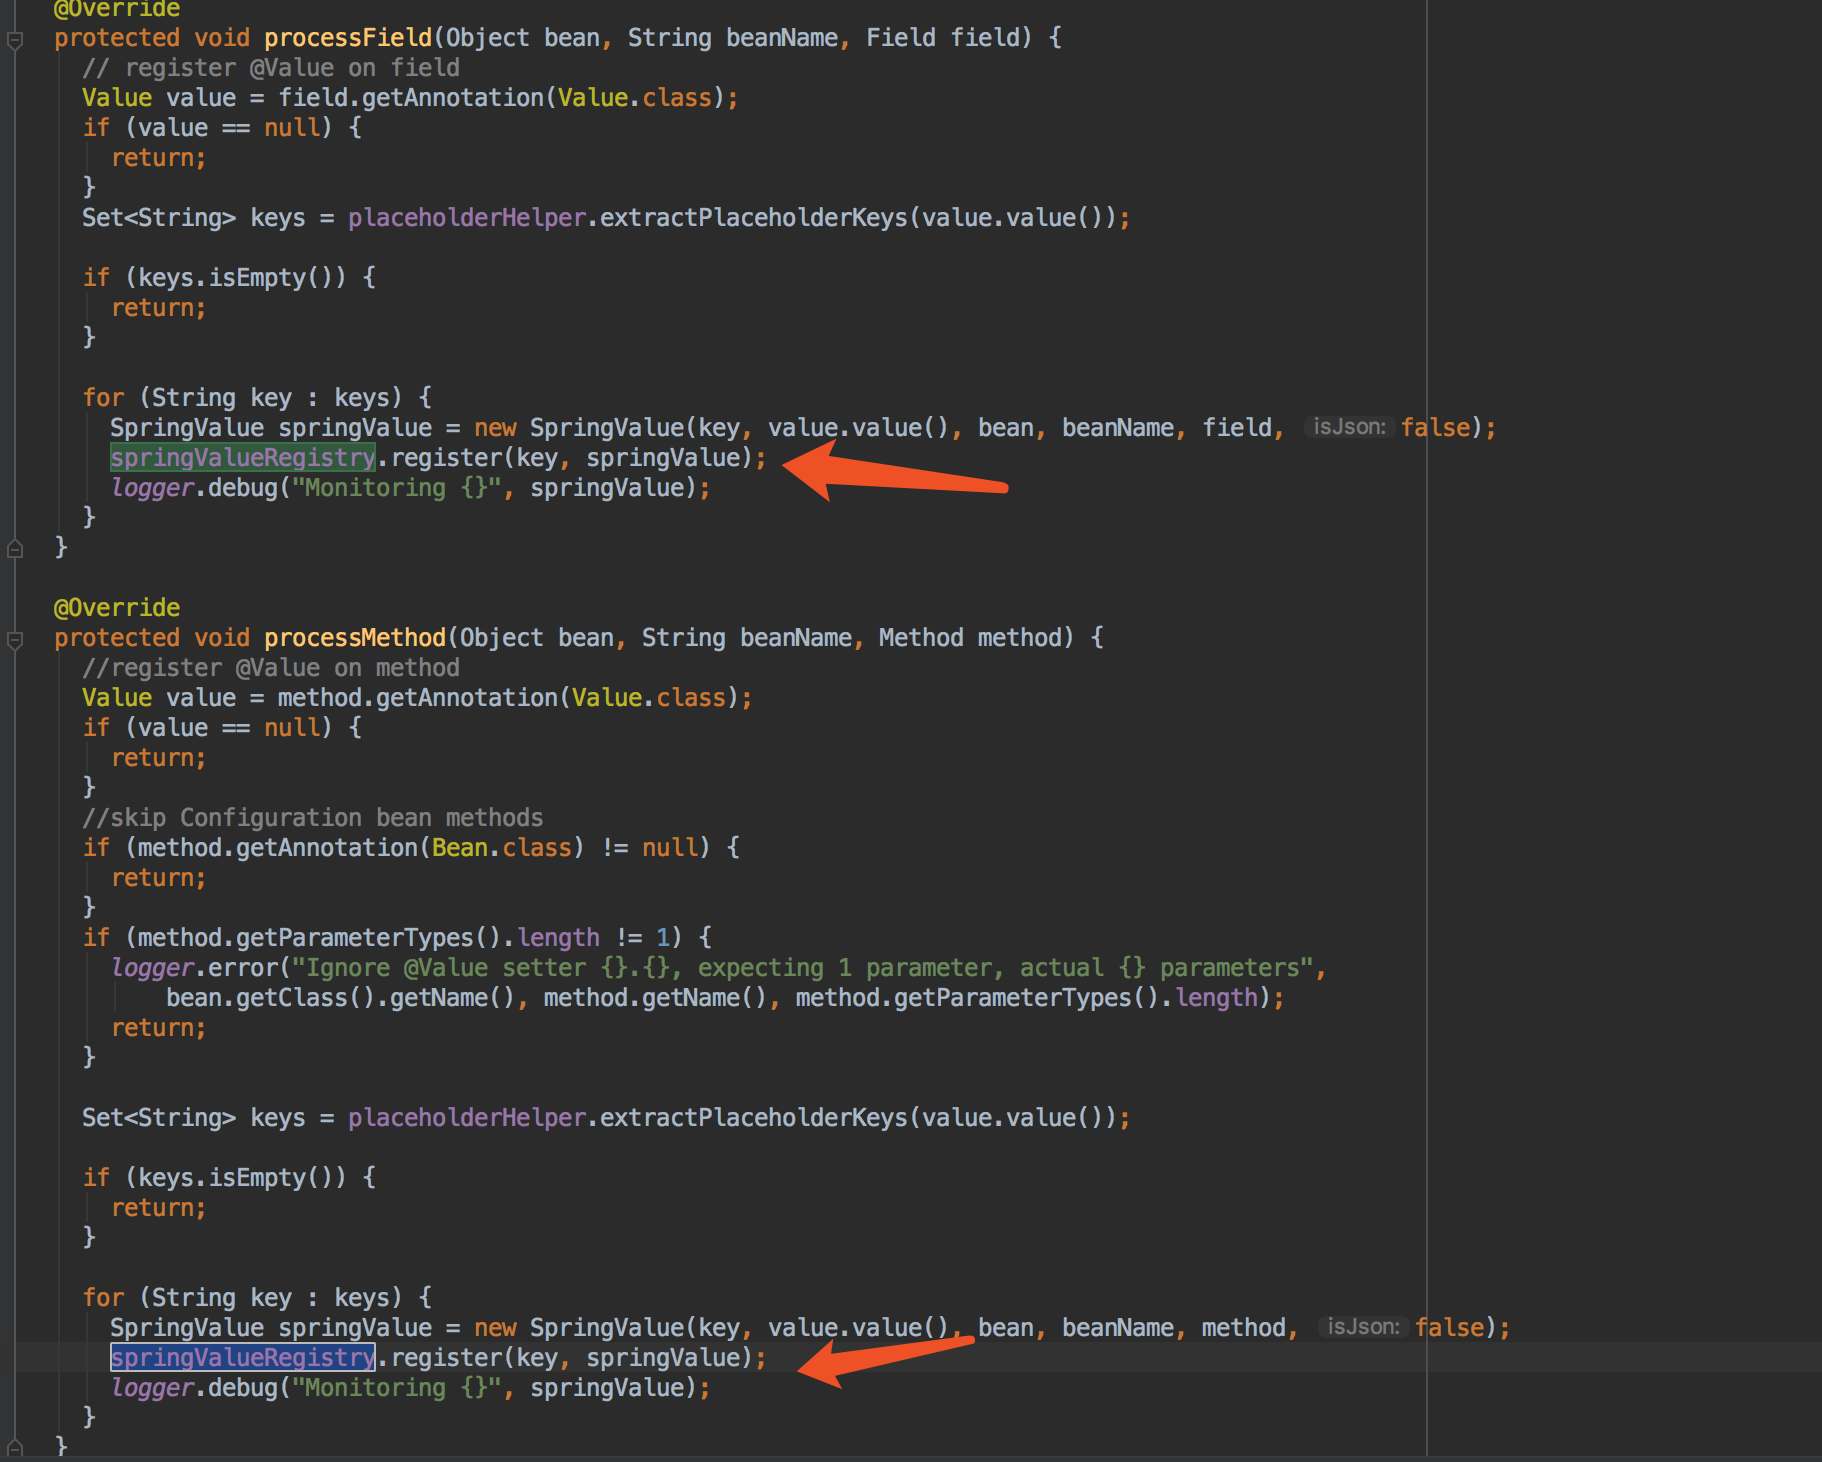 @Override
protected void processField(Object bean, String beanName, Field field) {
// register @Value on field
Value value = field.getAnnotation(Value.class);
if (value == null) {
return;
}
Set<String> keys = placeholderHelper.extractPlaceholderKeys(value.value());
if (keys.isEmpty()) {
return;
}
for (String key : keys) {
SpringValue springValue = new SpringValue(key, value.value(), bean, beanName, field, isJson: false);
springValueRegistry.register(key, springValue);
logger.debug("Monitoring {}", springValue);
}
}
@Override
protected void processMethod(Object bean, String beanName, Method method) {
//register @Value on method
Value value = method.getAnnotation(Value.class);
if (value == null) {
return;
}
//skip Configuration bean methods
if (method.getAnnotation(Bean.class) != null) {
return;
}
if (method.getParameterTypes().length != 1) {
logger.error("Ignore @Value setter {}.{}, expecting 1 parameter, actual {} parameters",
bean.getClass().getName(), method.getName(), method.getParameterTypes().length);
return;
}
Set<String> keys = placeholderHelper.extractPlaceholderKeys(value.value());
if (keys.isEmpty()) {
return;
}
for (String key : keys) {
SpringValue springValue = new SpringValue(key, value.value(), bean, beanName, method, isJson: false);
springValueRegistry.register(key, springValue);
logger.debug("Monitoring {}", springValue);
}
}